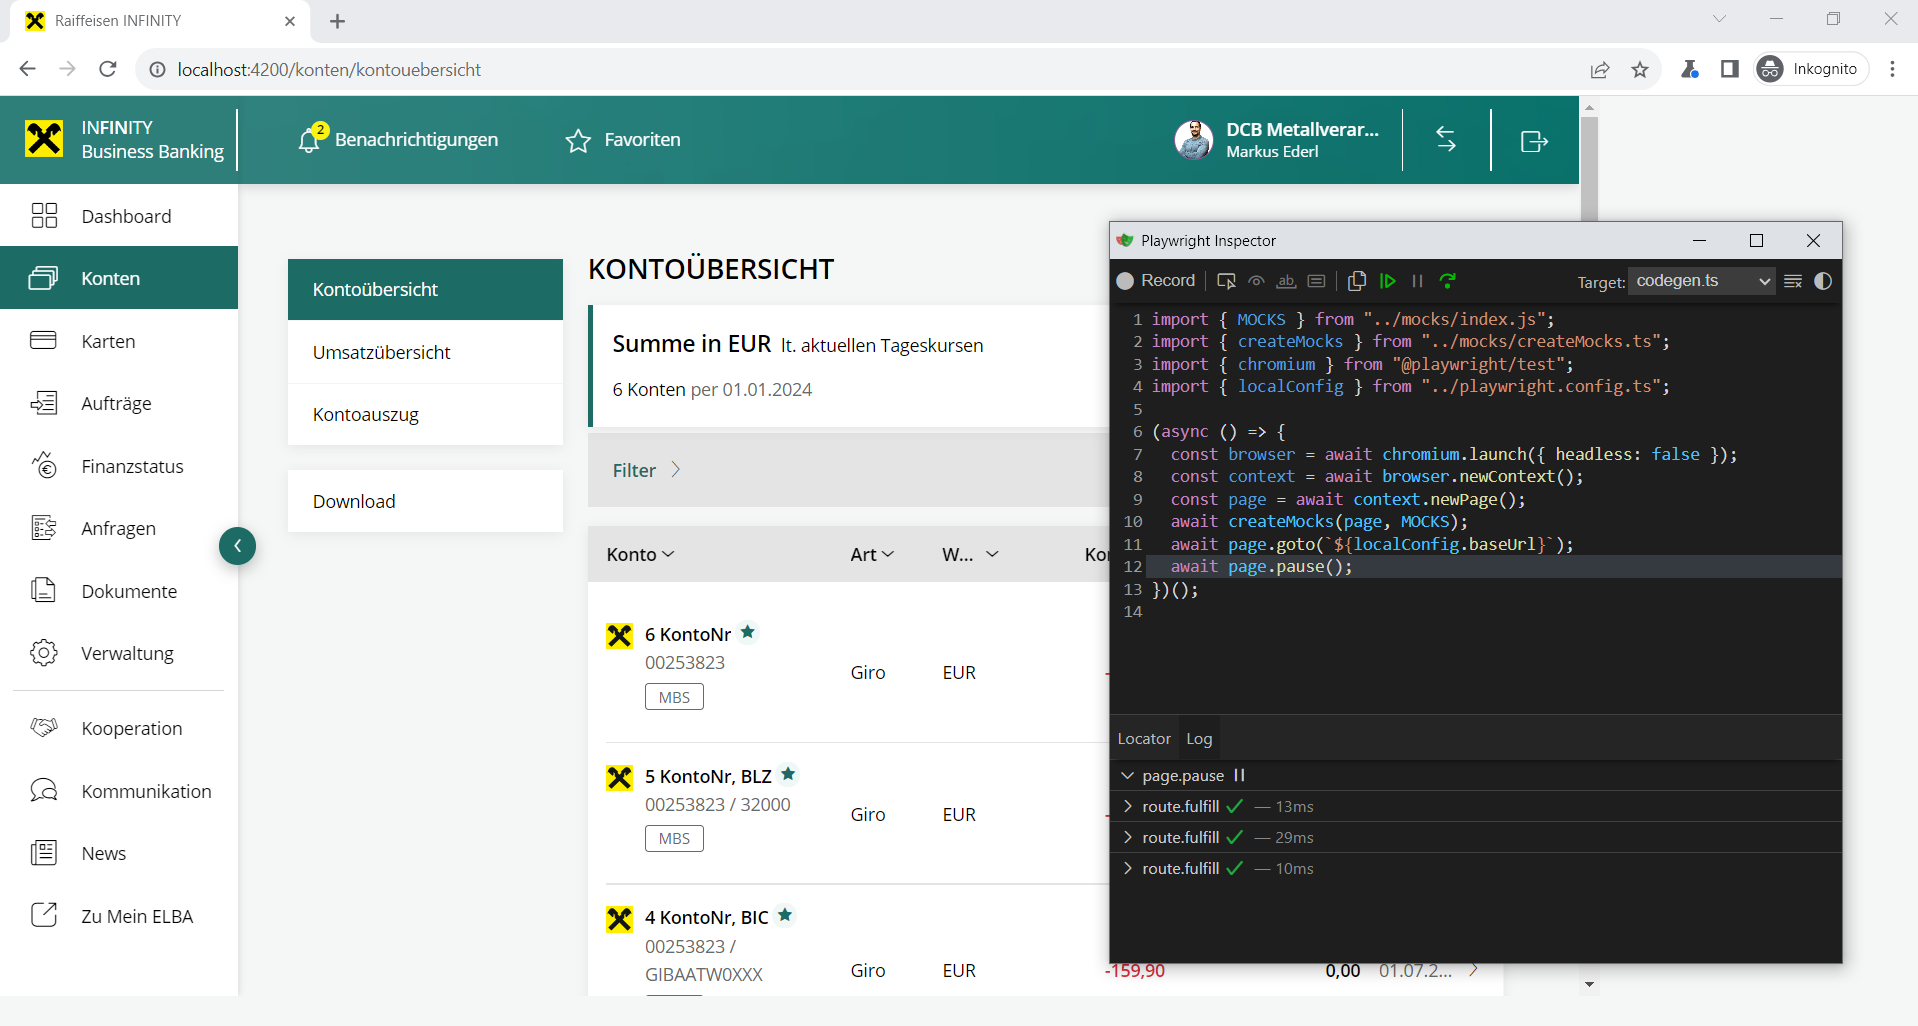 Raiffeisen INFINITY
localhost:4200/konten/kontouebersicht
Inkognito
INFINITY
Business Banking
2
Benachrichtigungen
Favoriten
DCB Metallverar...
Markus Ederl
Dashboard
Konten
Karten
Aufträge
Finanzstatus
Anfragen
Dokumente
Verwaltung
Kooperation
Kommunikation
News
Zu Mein ELBA
Kontoübersicht
Umsatzübersicht
Kontoauszug
Download
KONTOÜBERSICHT
Summe in EUR lt. aktuellen Tageskursen
6 Konten per 01.01.2024
Filter
Konto Art W... Kon
6 KontoNr
00253823
MBS
Giro EUR -
5 KontoNr, BLZ
00253823 / 32000
MBS
Giro EUR -
4 KontoNr, BIC
00253823 /
GIBAATW0XXX
Giro EUR -159,90 0,00 01.07.2...
Playwright Inspector
Record
ab
Target: codegen.ts
1 import { MOCKS } from "../mocks/index.js";
2 import { createMocks } from "../mocks/createMocks.ts";
3 import { chromium } from "@playwright/test";
4 import { localConfig } from "../playwright.config.ts";
5
6 (async () => {
7 const browser = await chromium.launch({ headless: false });
8 const context = await browser.newContext();
9 const page = await context.newPage();
10 await createMocks(page, MOCKS);
11 await page.goto(`${localConfig.baseUrl}`);
12 await page.pause();
13 })();
14
Locator Log
page.pause
route.fulfill — 13ms
route.fulfill — 29ms
route.fulfill — 10ms